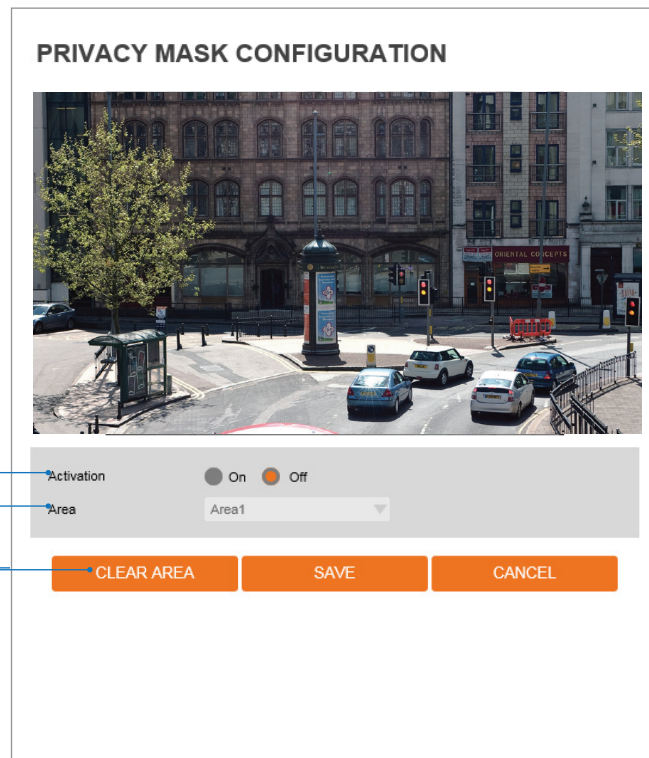 PRIVACY MASK CONFIGURATION
ORIENTAL CONCEPTS
Activation
On
Off
Area
Area1
CLEAR AREA
SAVE
CANCEL